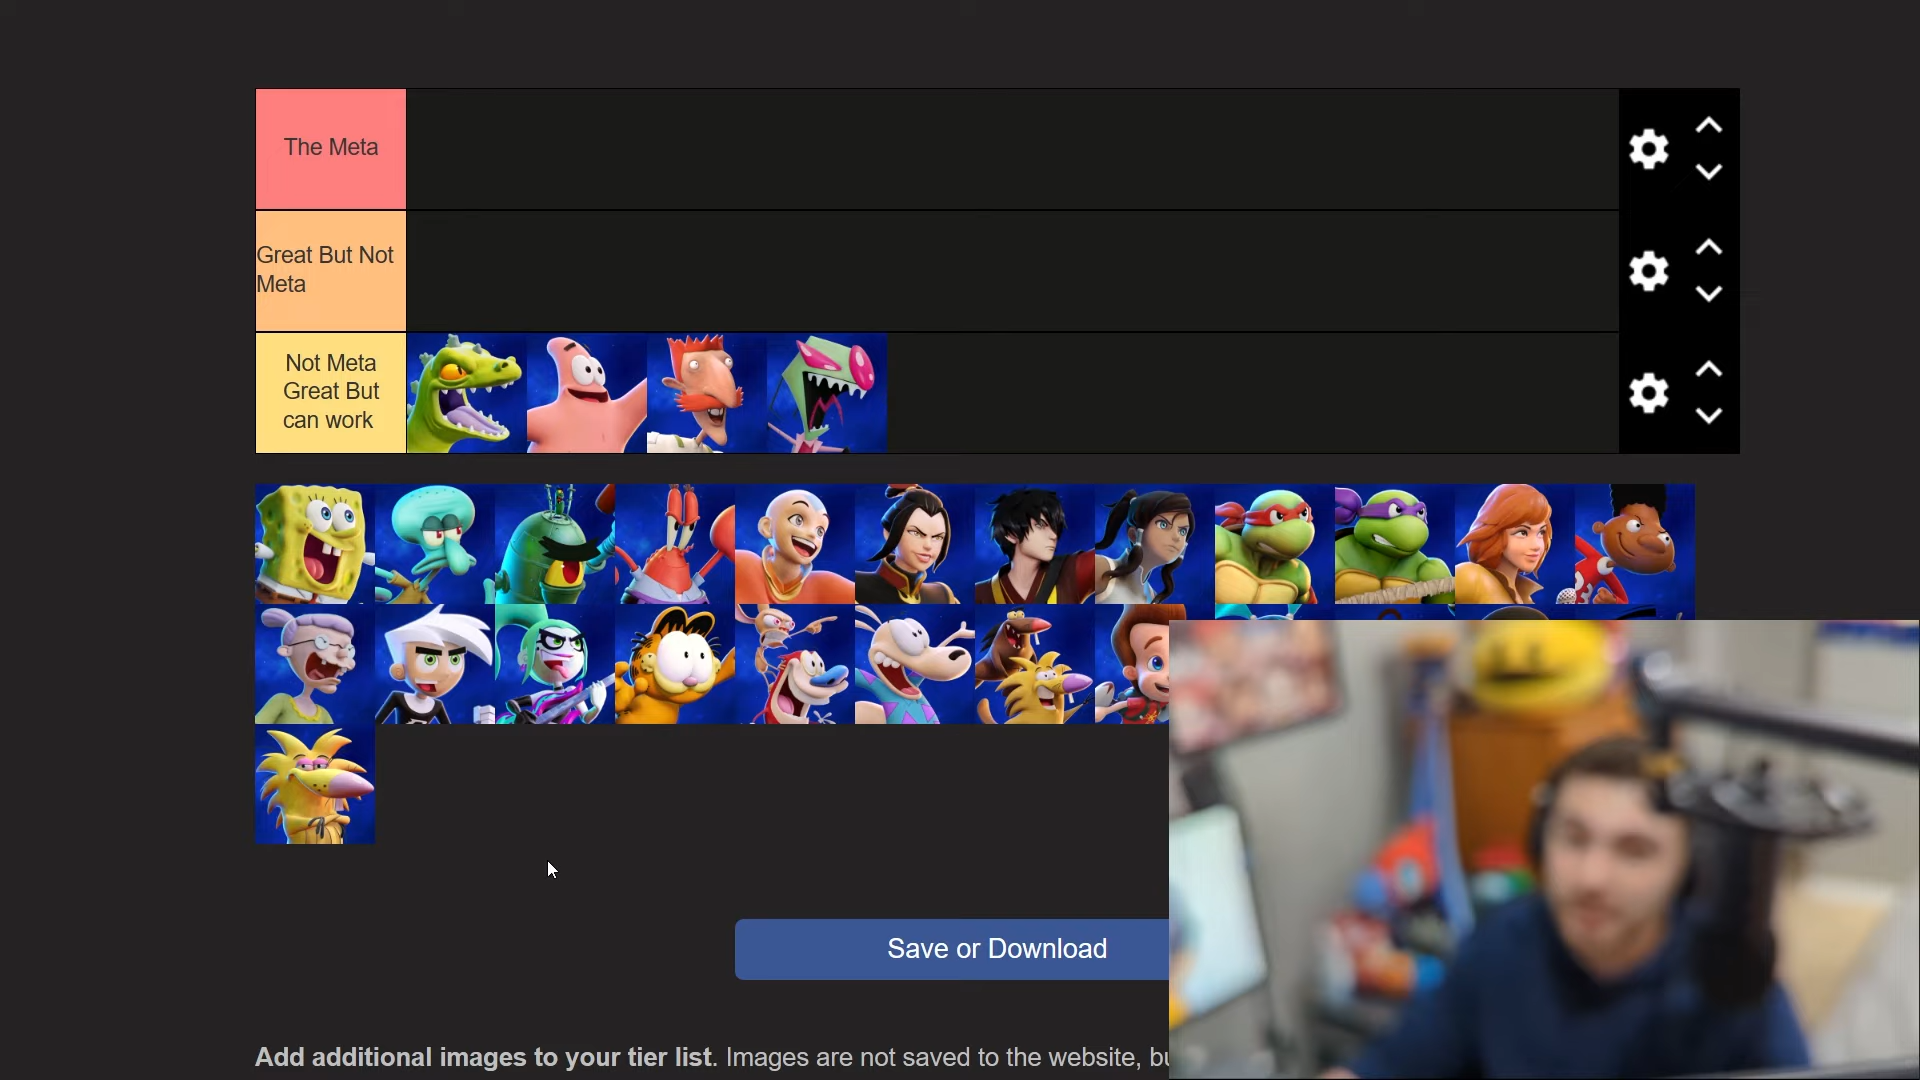 The Meta
Great But Not
Meta
Not Meta
Great But
can work
Save or Download
Add additional images to your tier list. Images are not saved to the website,